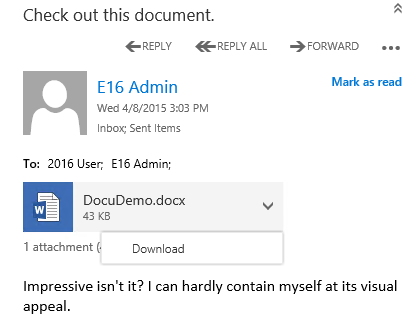 Check out this document.
REPLY REPLY ALL FORWARD ...
E16 Admin Mark as read
Wed 4/8/2015 3:03 PM
Inbox; Sent Items
To: 2016 User; E16 Admin;
DocuDemo.docx
43 KB
1 attachment (
Download
Impressive isn't it? I can hardly contain myself at its visual
appeal.